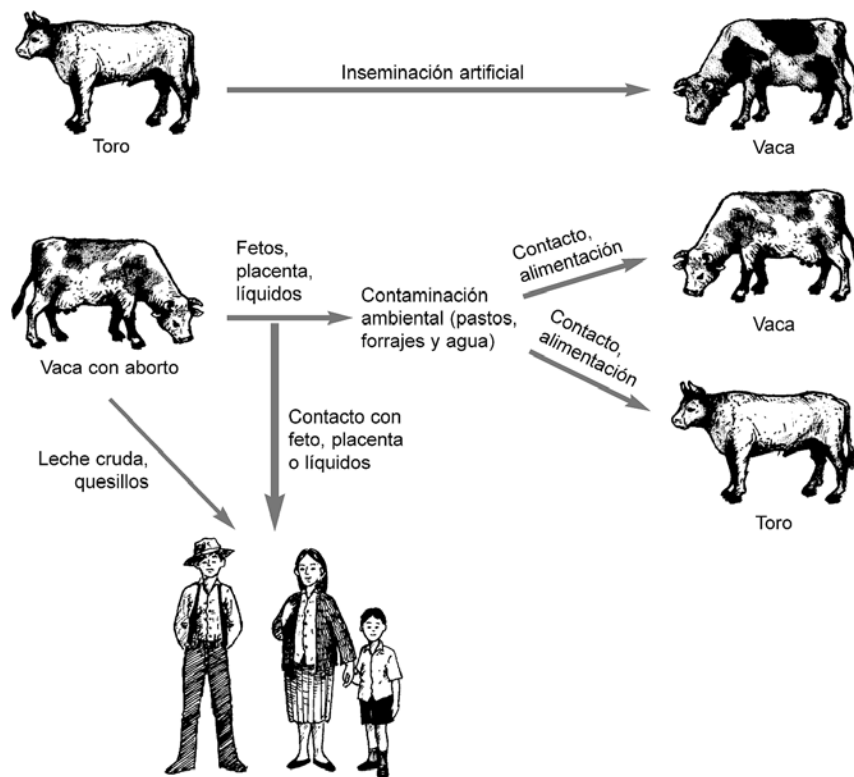 Inseminación artificial
Toro
Vaca
Fetos,
placenta,
líquidos
Contaminación
ambiental (pastos,
forrajes y agua)
Contacto,
alimentación
Vaca
Contacto,
alimentación
Toro
Vaca con aborto
Leche cruda,
quesillos
Contacto con
feto, placenta
o líquidos